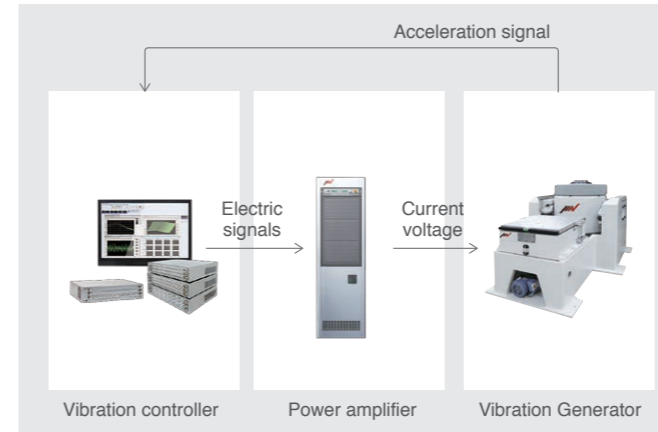 Acceleration signal
Electric
signals
Current
voltage
Vibration controller
Power amplifier
Vibration Generator